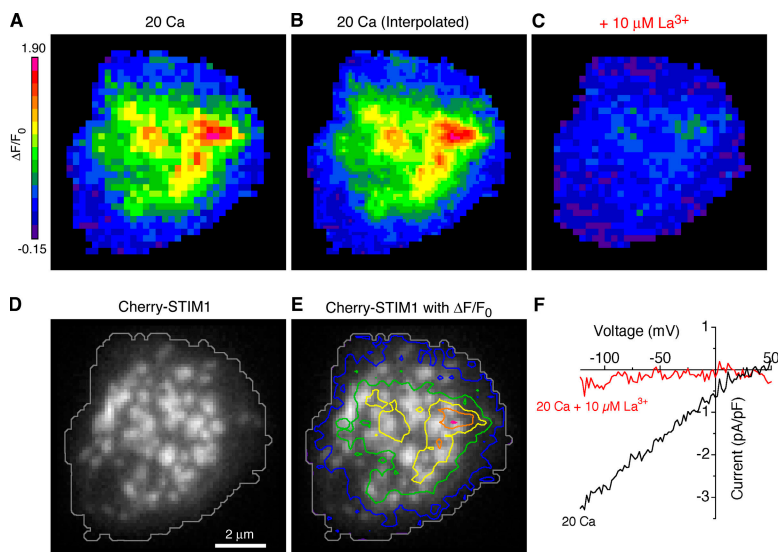 A
20 Ca
B
20 Ca (Interpolated)
C
+ 10 µM La³⁺
1.90
ΔF/F₀
-0.15
D
Cherry-STIM1
E
Cherry-STIM1 with ΔF/F₀
F
2 µm
Voltage (mV)
1
-100
-50
50
20 Ca + 10 µM La³⁺
-1
-2
-3
Current (pA/pF)
20 Ca